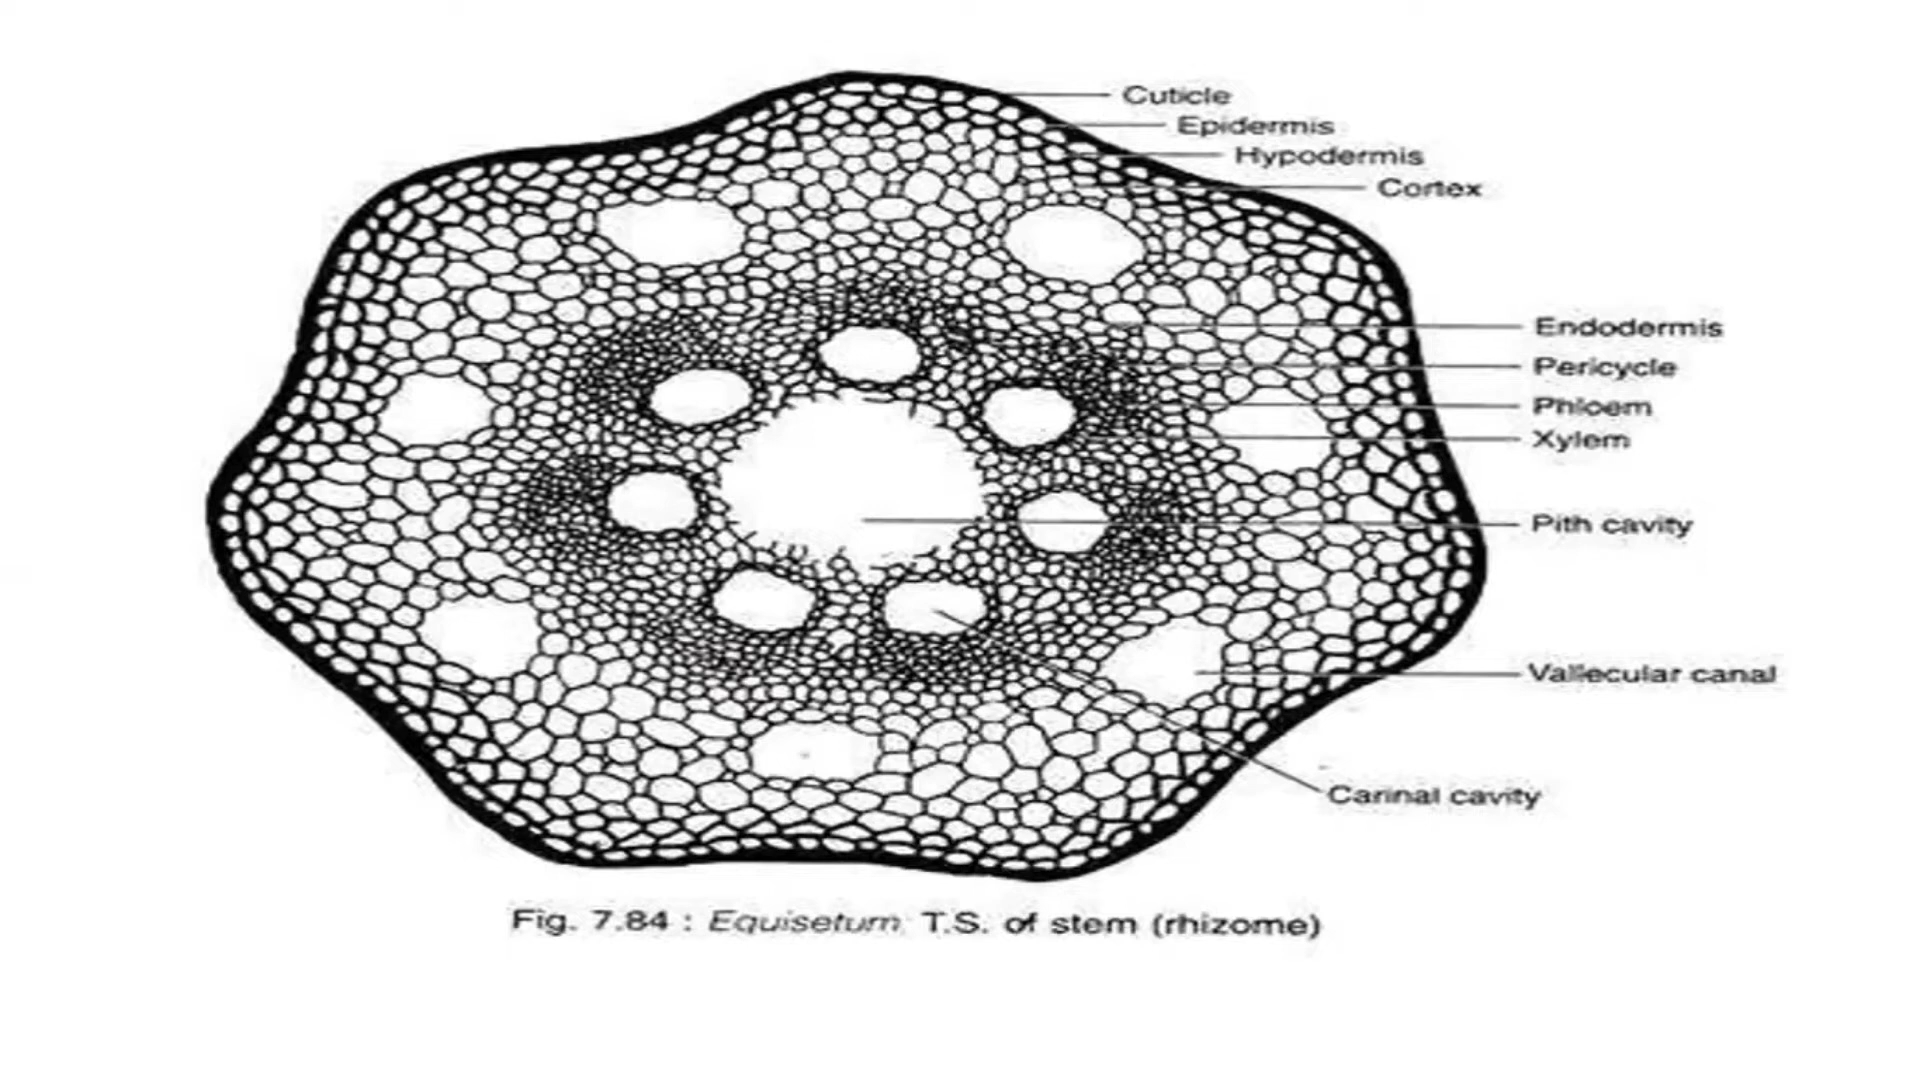 Cuticle
Epidermis
Hypodermis
Cortex
Endodermis
Pericycle
Phloem
Xylem
Pith cavity
Vallecular canal
Carinal cavity
Fig. 7.84 : Equisetum T.S. of stem (rhizome)